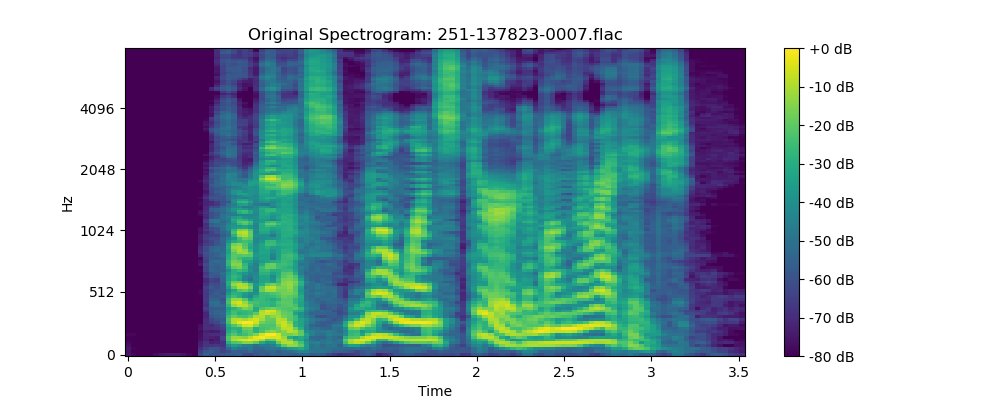 Original Spectrogram: 251-137823-0007.flac
Hz
4096
2048
1024
512
0
0
0.5
1
1.5
2
2.5
3
3.5
Time
+0 dB
-10 dB
-20 dB
-30 dB
-40 dB
-50 dB
-60 dB
-70 dB
-80 dB